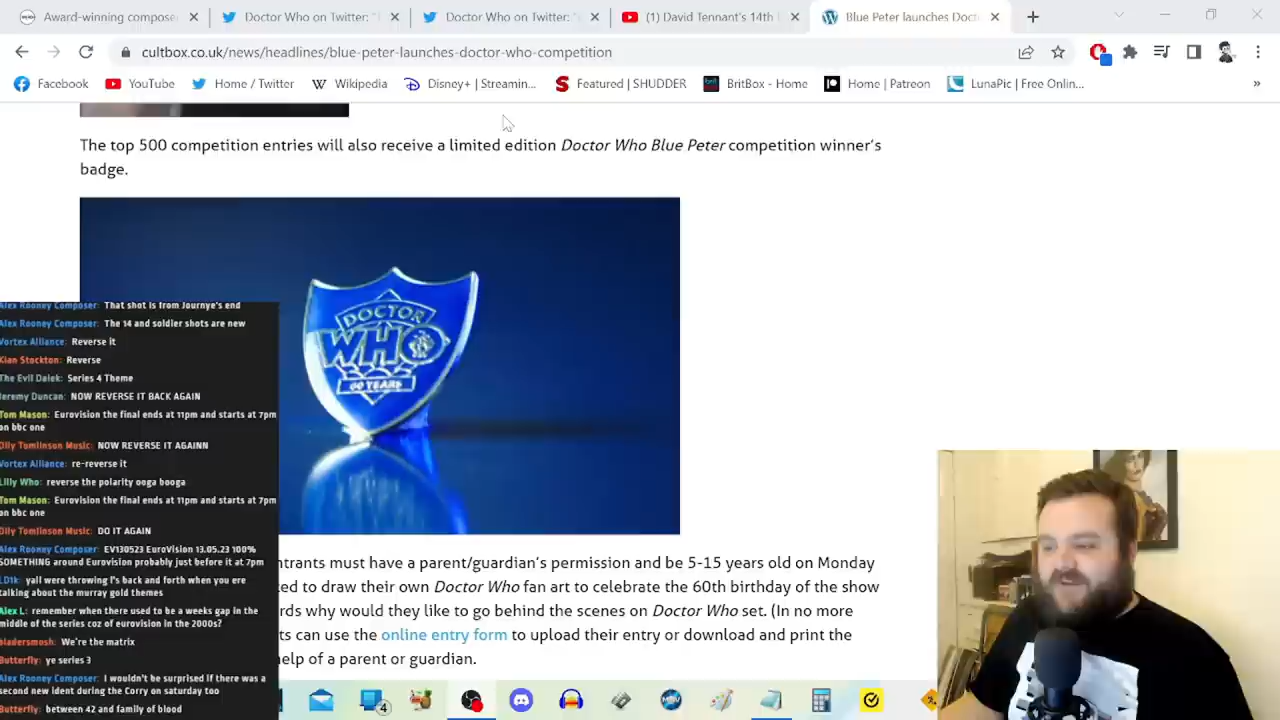 Award-winning compose
Doctor Who on Twitter: "
Doctor Who on Twitter: "
(1) David Tennant's 14th
Blue Peter launches Doct
cultbox.co.uk/news/headlines/blue-peter-launches-doctor-who-competition
Facebook
YouTube
Home / Twitter
Wikipedia
Disney+ | Streamin...
Featured | SHUDDER
BritBox - Home
Home | Patreon
LunaPic | Free Onlin...
»
The top 500 competition entries will also receive a limited edition Doctor Who Blue Peter competition winner's
badge.
DOCTOR
WHO
60 YEARS
Alex Rooney Composer: That shot is from Journye's end
Alex Rooney Composer: The 14 and soldier shots are new
Vortex Alliance: Reverse it
Kian Stockton: Reverse
The Evil Dalek: Series 4 Theme
Jeremy Duncan: NOW REVERSE IT BACK AGAIN
Tom Mason: Eurovision the final ends at 11pm and starts at 7pm
on bbc one
Olly Tomlinson Music: NOW REVERSE IT AGAINN
Vortex Alliance: re-reverse it
Lilly Who: reverse the polarity ooga booga
Tom Mason: Eurovision the final ends at 11pm and starts at 7pm
on bbc one
Olly Tomlinson Music: DO IT AGAIN
Alex Rooney Composer: EV130523 EuroVision 13.05.23 100%
SOMETHING around Eurovision probably just before it at 7pm
LD1k: yall were throwing l's back and forth when you ere
talking about the murray gold themes
Alex L: remember when there used to be a weeks gap in the
middle of the series coz of eurovision in the 2000s?
bladersmosh: We're the matrix
Butterfly: ye series 3
Alex Rooney Composer: I wouldn't be surprised if there was a
second new ident during the Corry on saturday too
Butterfly: between 42 and family of blood
ntrants must have a parent/guardian's permission and be 5-15 years old on Monday
ted to draw their own Doctor Who fan art to celebrate the 60th birthday of the show
rds why would they like to go behind the scenes on Doctor Who set. (In no more
ts can use the online entry form to upload their entry or download and print the
help of a parent or guardian.
4